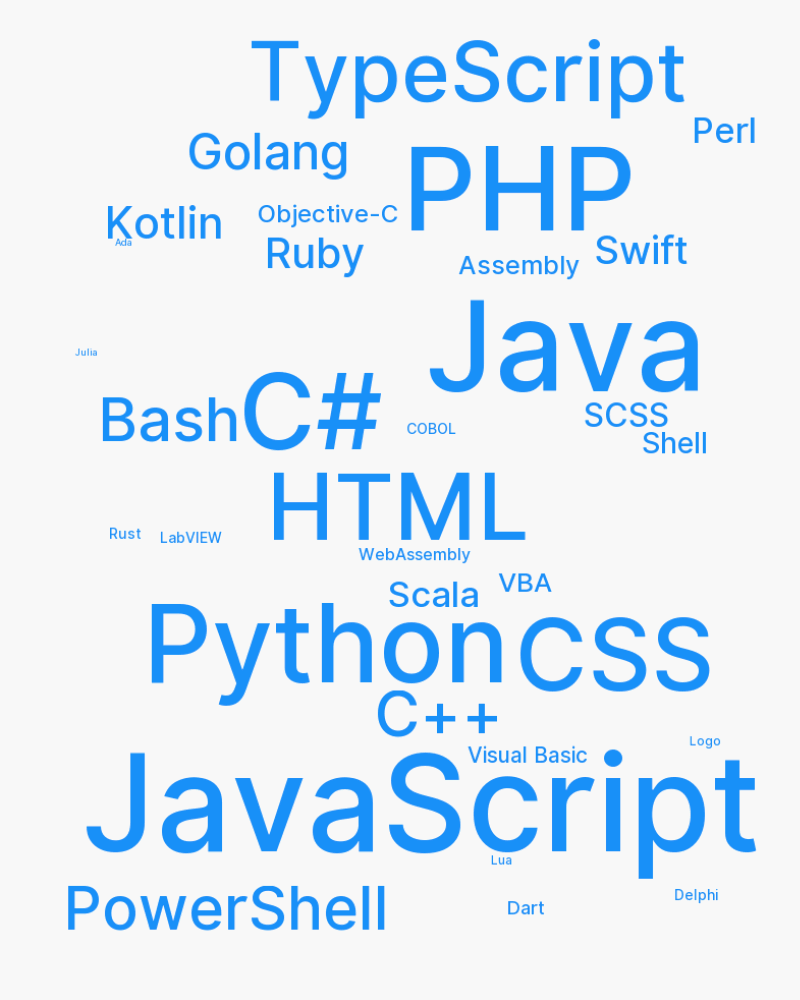 TypeScript
Perl
Golang
PHP
Kotlin
Objective-C
Ada
Ruby
Assembly
Swift
Java
Julia
Bash
C#
COBOL
SCSS
Shell
HTML
Rust
LabVIEW
WebAssembly
VBA
Scala
Python
CSS
C++
Logo
Visual Basic
JavaScript
Lua
PowerShell
Dart
Delphi